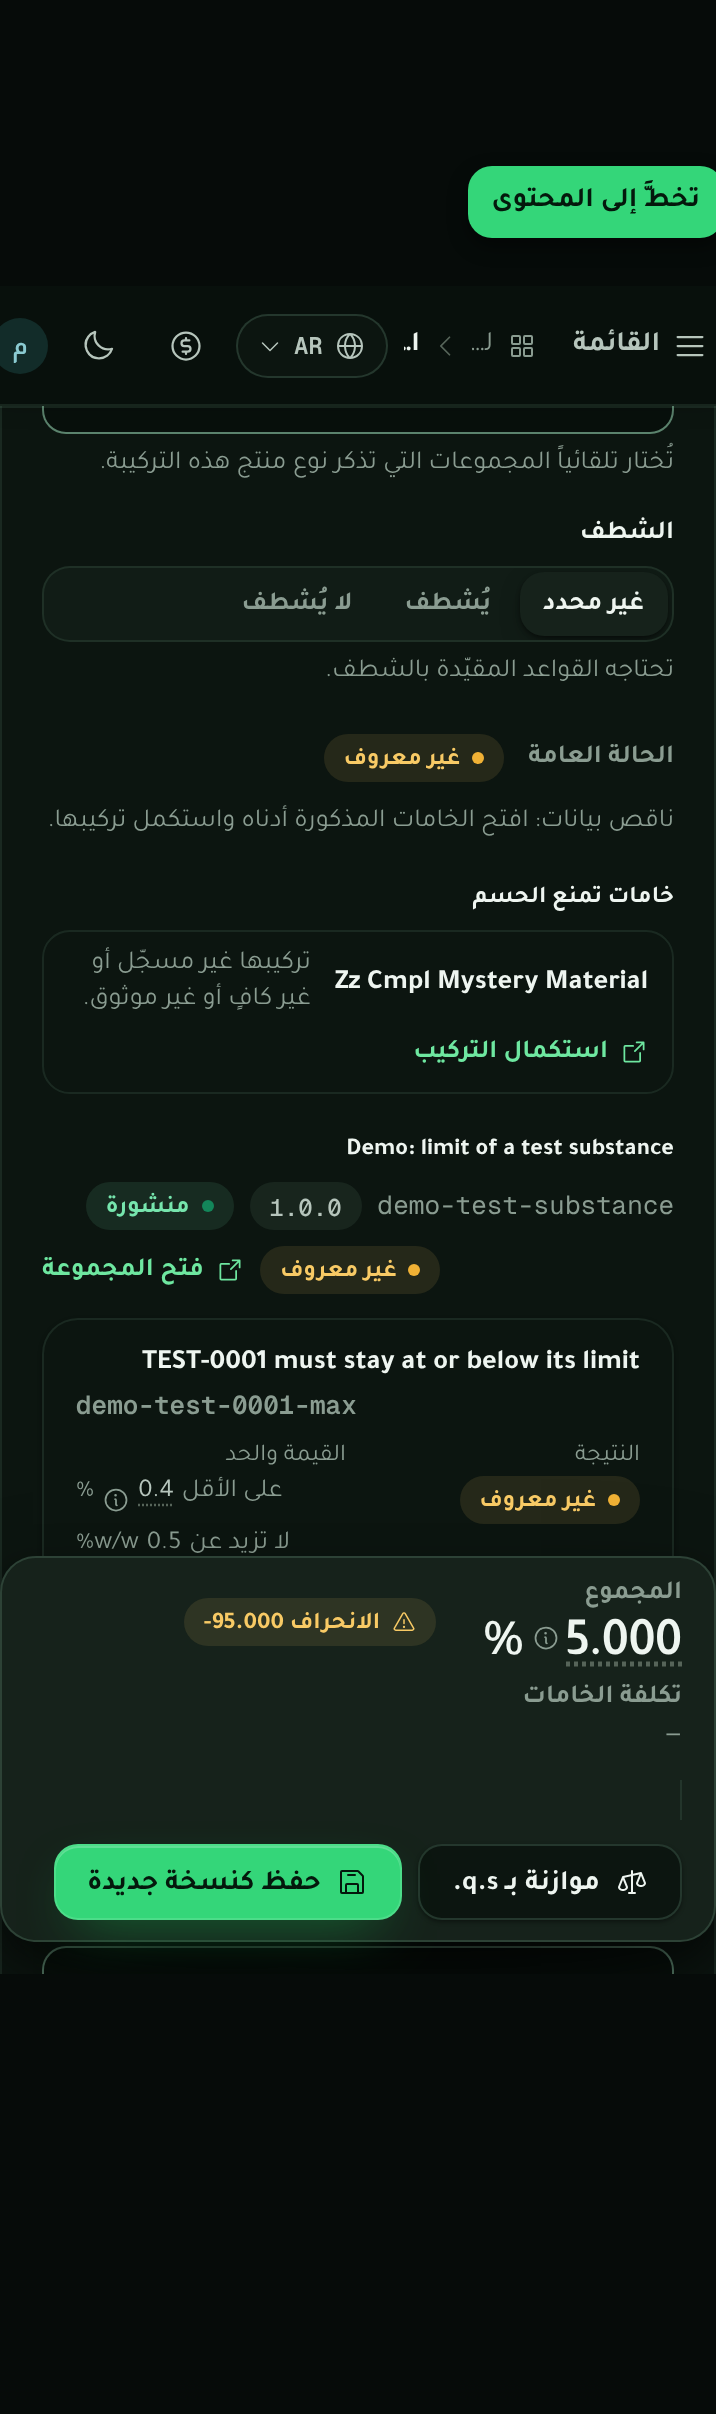 تخطَّ إلى المحتوى
القائمة
لـ...
AR
م
تُختار تلقائياً المجموعات التي تذكر نوع منتج هذه التركيبة.
الشطف
غير محدد
يُشطف
لا يُشطف
تحتاجه القواعد المقيّدة بالشطف.
الحالة العامة
غير معروف
ناقص بيانات: افتح الخامات المذكورة أدناه واستكمل تركيبها.
خامات تمنع الحسم
Zz Cmpl Mystery Material
تركيبها غير مسجّل أو
غير كافٍ أو غير موثوق.
استكمال التركيب
Demo: limit of a test substance
demo-test-substance
1.0.0
منشورة
غير معروف
فتح المجموعة
TEST-0001 must stay at or below its limit
demo-test-0001-max
النتيجة
غير معروف
القيمة والحد
على الأقل 0.4 %
لا تزيد عن 0.5 w/w%
المجموع
5.000 %
الانحراف 95.000-
تكلفة الخامات
—
موازنة بـ q.s.
حفظ كنسخة جديدة